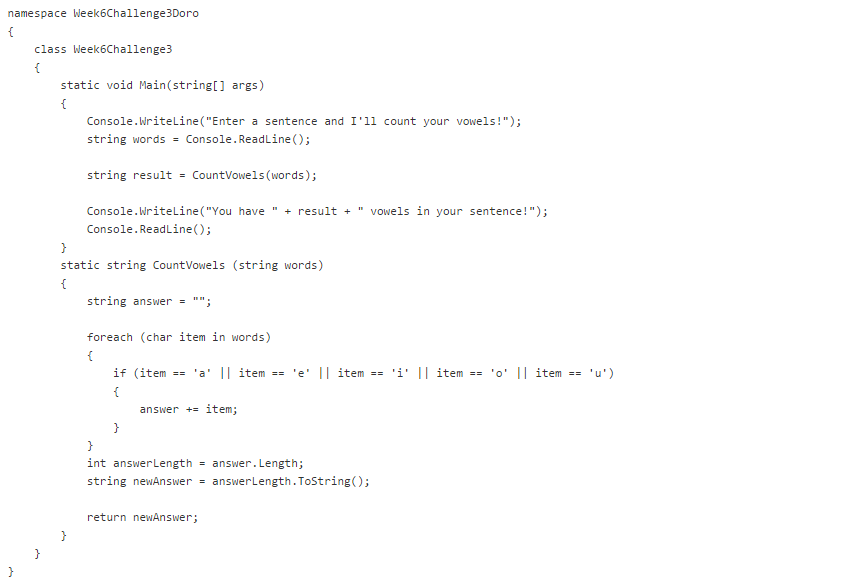 namespace Week6Challenge3Doro
{
    class Week6Challenge3
    {
        static void Main(string[] args)
        {
            Console.WriteLine("Enter a sentence and I'll count your vowels!");
            string words = Console.ReadLine();

            string result = CountVowels(words);

            Console.WriteLine("You have " + result + " vowels in your sentence!");
            Console.ReadLine();
        }
        static string CountVowels (string words)
        {
            string answer = "";

            foreach (char item in words)
            {
                if (item == 'a' || item == 'e' || item == 'i' || item == 'o' || item == 'u')
                {
                    answer += item;
                }
            }
            int answerLength = answer.Length;
            string newAnswer = answerLength.ToString();

            return newAnswer;
        }
    }
}